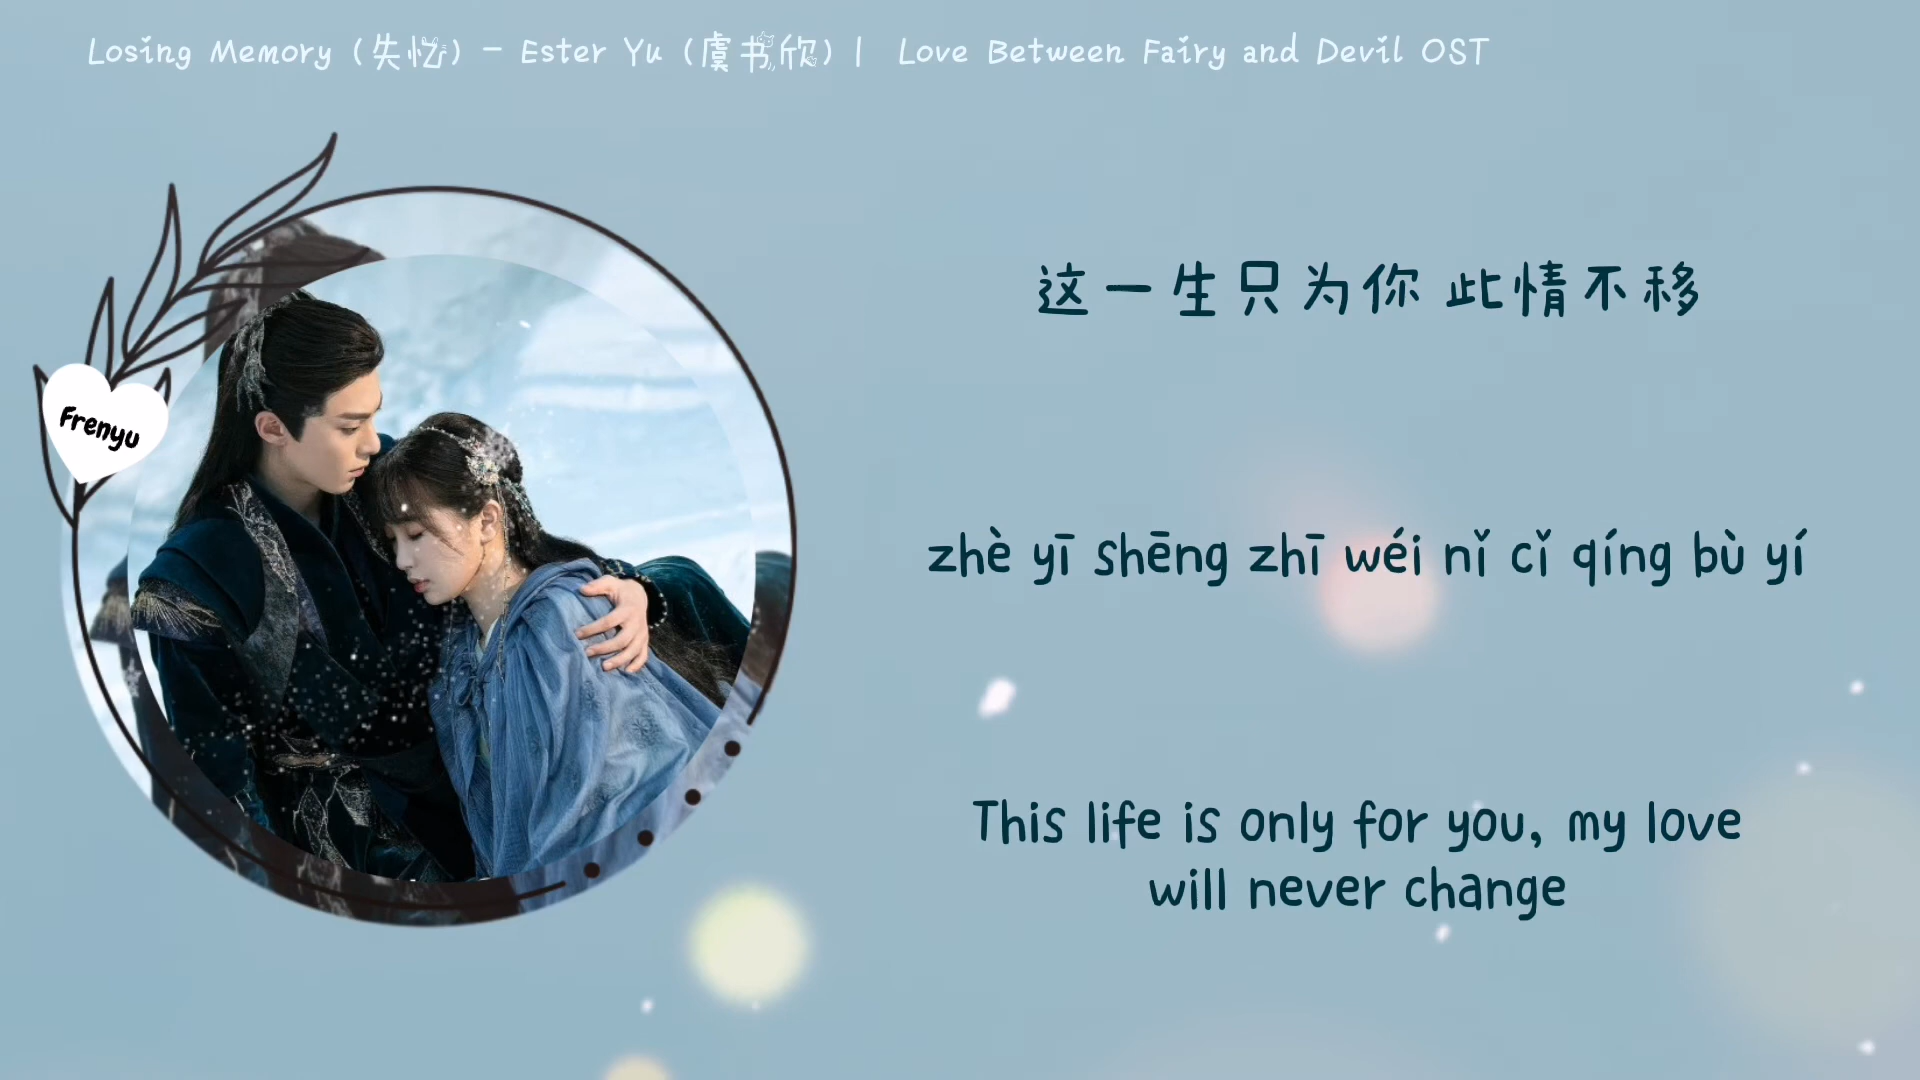 Losing Memory (失忆) - Ester Yu (虞书欣) | Love Between Fairy and Devil OST
Frenyu
这一生只为你 此情不移
zhè yī shēng zhī wéi nǐ cǐ qíng bù yí
This life is only for you, my love
will never change